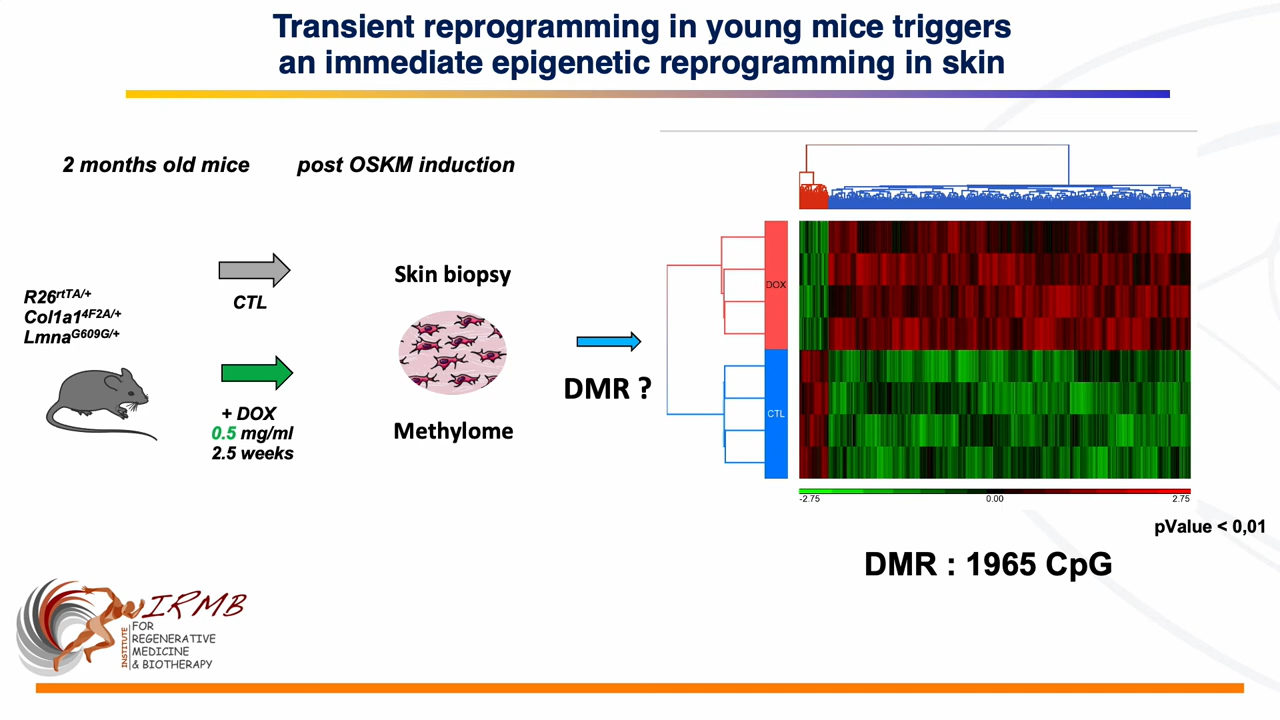 Transient reprogramming in young mice triggers
an immediate epigenetic reprogramming in skin
2 months old mice
post OSKM induction
R26rtTA/+
Col1a14F2A/+
LmnaG609G/+
CTL
+ DOX
0.5 mg/ml
2.5 weeks
Skin biopsy
Methylome
DMR ?
DOX
CTL
-2.75
0.00
2.75
pValue < 0,01
DMR : 1965 CpG
IRMB
INSTITUTE
FOR
REGENERATIVE
MEDICINE
& BIOTHERAPY